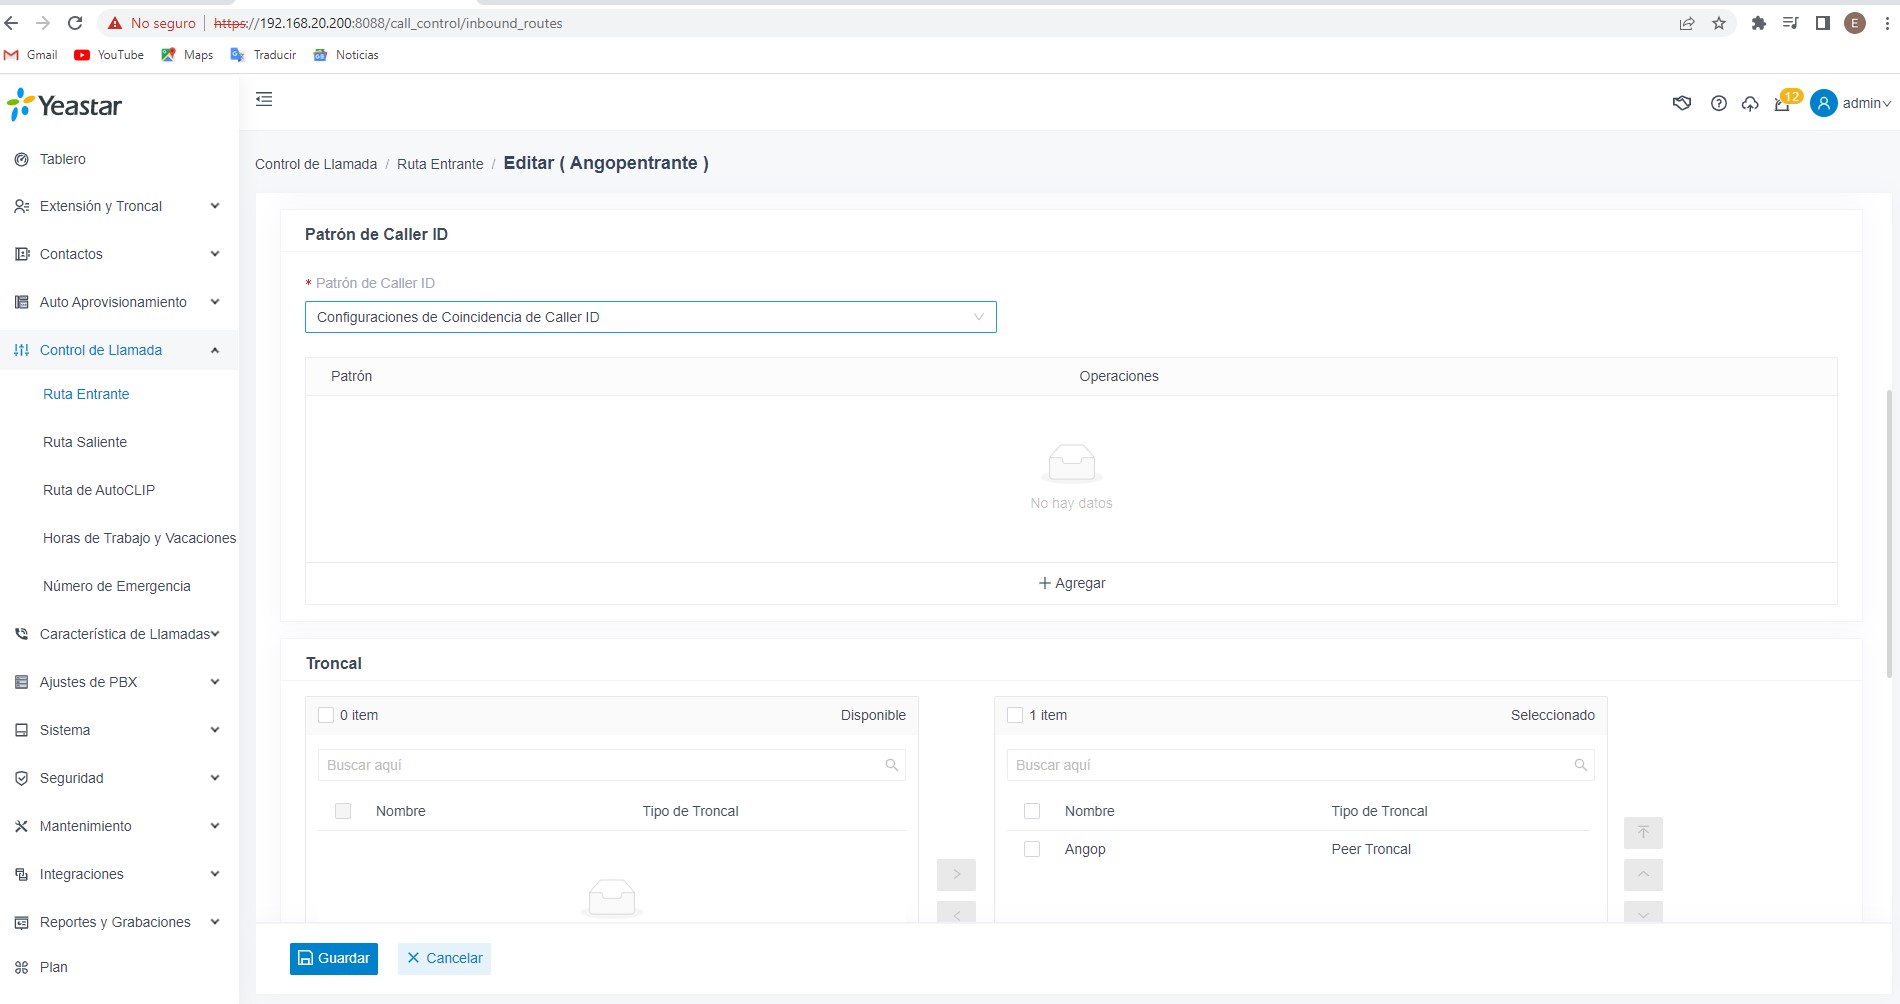 No seguro
https://192.168.20.200:8088/call_control/inbound_routes
E
Gmail
YouTube
Maps
Traducir
Noticias
Yeastar
12
admin
Tablero
Extensión y Troncal
Contactos
Auto Aprovisionamiento
Control de Llamada
Ruta Entrante
Ruta Saliente
Ruta de AutoCLIP
Horas de Trabajo y Vacaciones
Número de Emergencia
Característica de Llamadas
Ajustes de PBX
Sistema
Seguridad
Mantenimiento
Integraciones
Reportes y Grabaciones
Plan
Control de Llamada / Ruta Entrante / Editar ( Angopentrante )
Patrón de Caller ID
* Patrón de Caller ID
Configuraciones de Coincidencia de Caller ID
Patrón Operaciones
No hay datos
+ Agregar
Troncal
0 item Disponible
Buscar aquí
Nombre Tipo de Troncal
1 item Seleccionado
Buscar aquí
Nombre Tipo de Troncal
Angop Peer Troncal
Guardar
Cancelar